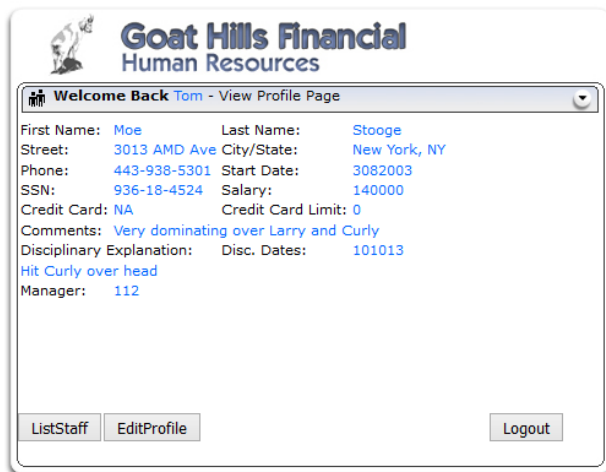 Goat Hills Financial
Human Resources
Welcome Back Tom - View Profile Page
First Name: Moe Last Name: Stooge
Street: 3013 AMD Ave City/State: New York, NY
Phone: 443-938-5301 Start Date: 3082003
SSN: 936-18-4524 Salary: 140000
Credit Card: NA Credit Card Limit: 0
Comments: Very dominating over Larry and Curly
Disciplinary Explanation: Disc. Dates: 101013
Hit Curly over head
Manager: 112
ListStaff EditProfile Logout